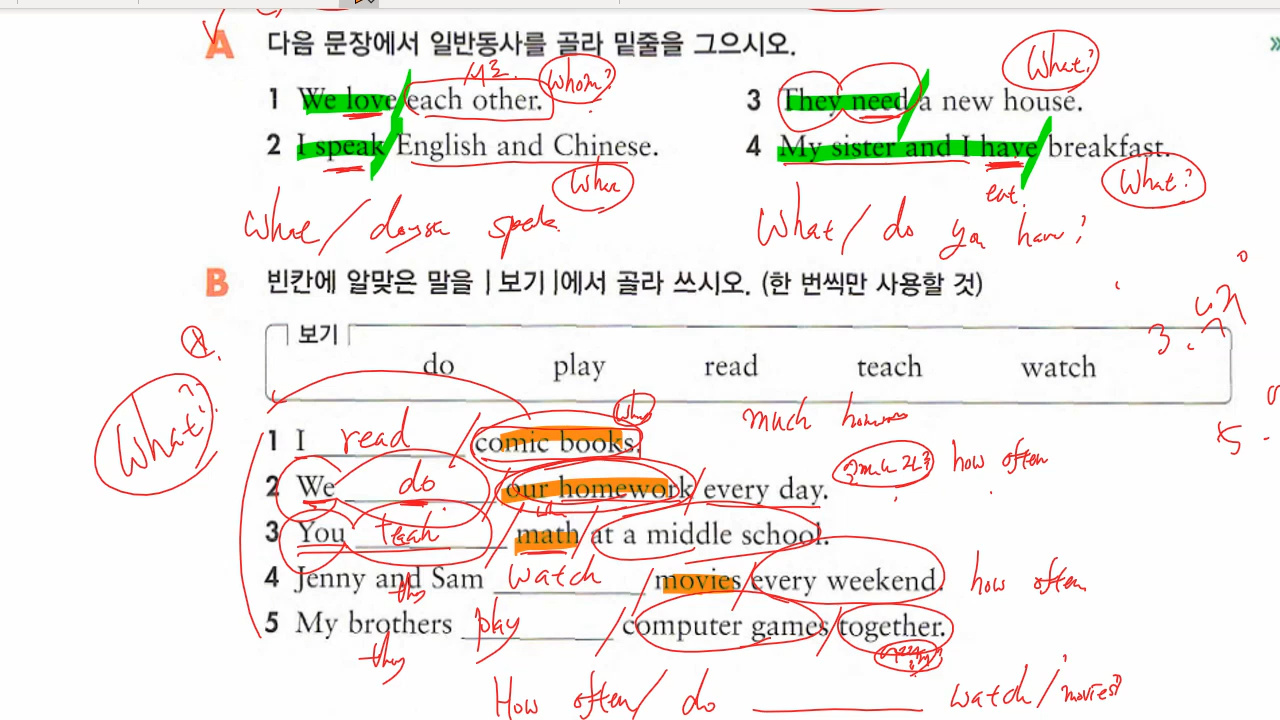 A 다음 문장에서 일반동사를 골라 밑줄을 그으시오.
1 We love each other. Whom?
3 They need a new house. What?
2 I speak English and Chinese.
4 My sister and I have breakfast. What?
eat.
What / do you speak
What / do you have?
B 빈칸에 알맞은 말을 | 보기 |에서 골라 쓰시오. (한 번씩만 사용할 것)
보기
do play read teach watch
What?
much
1 I read comic books.
2 We do our homework every day. how often
3 You teach math at a middle school.
4 Jenny and Sam watch movies every weekend. how often
they
5 My brothers play computer games together.
they
How often / do watch / movies?